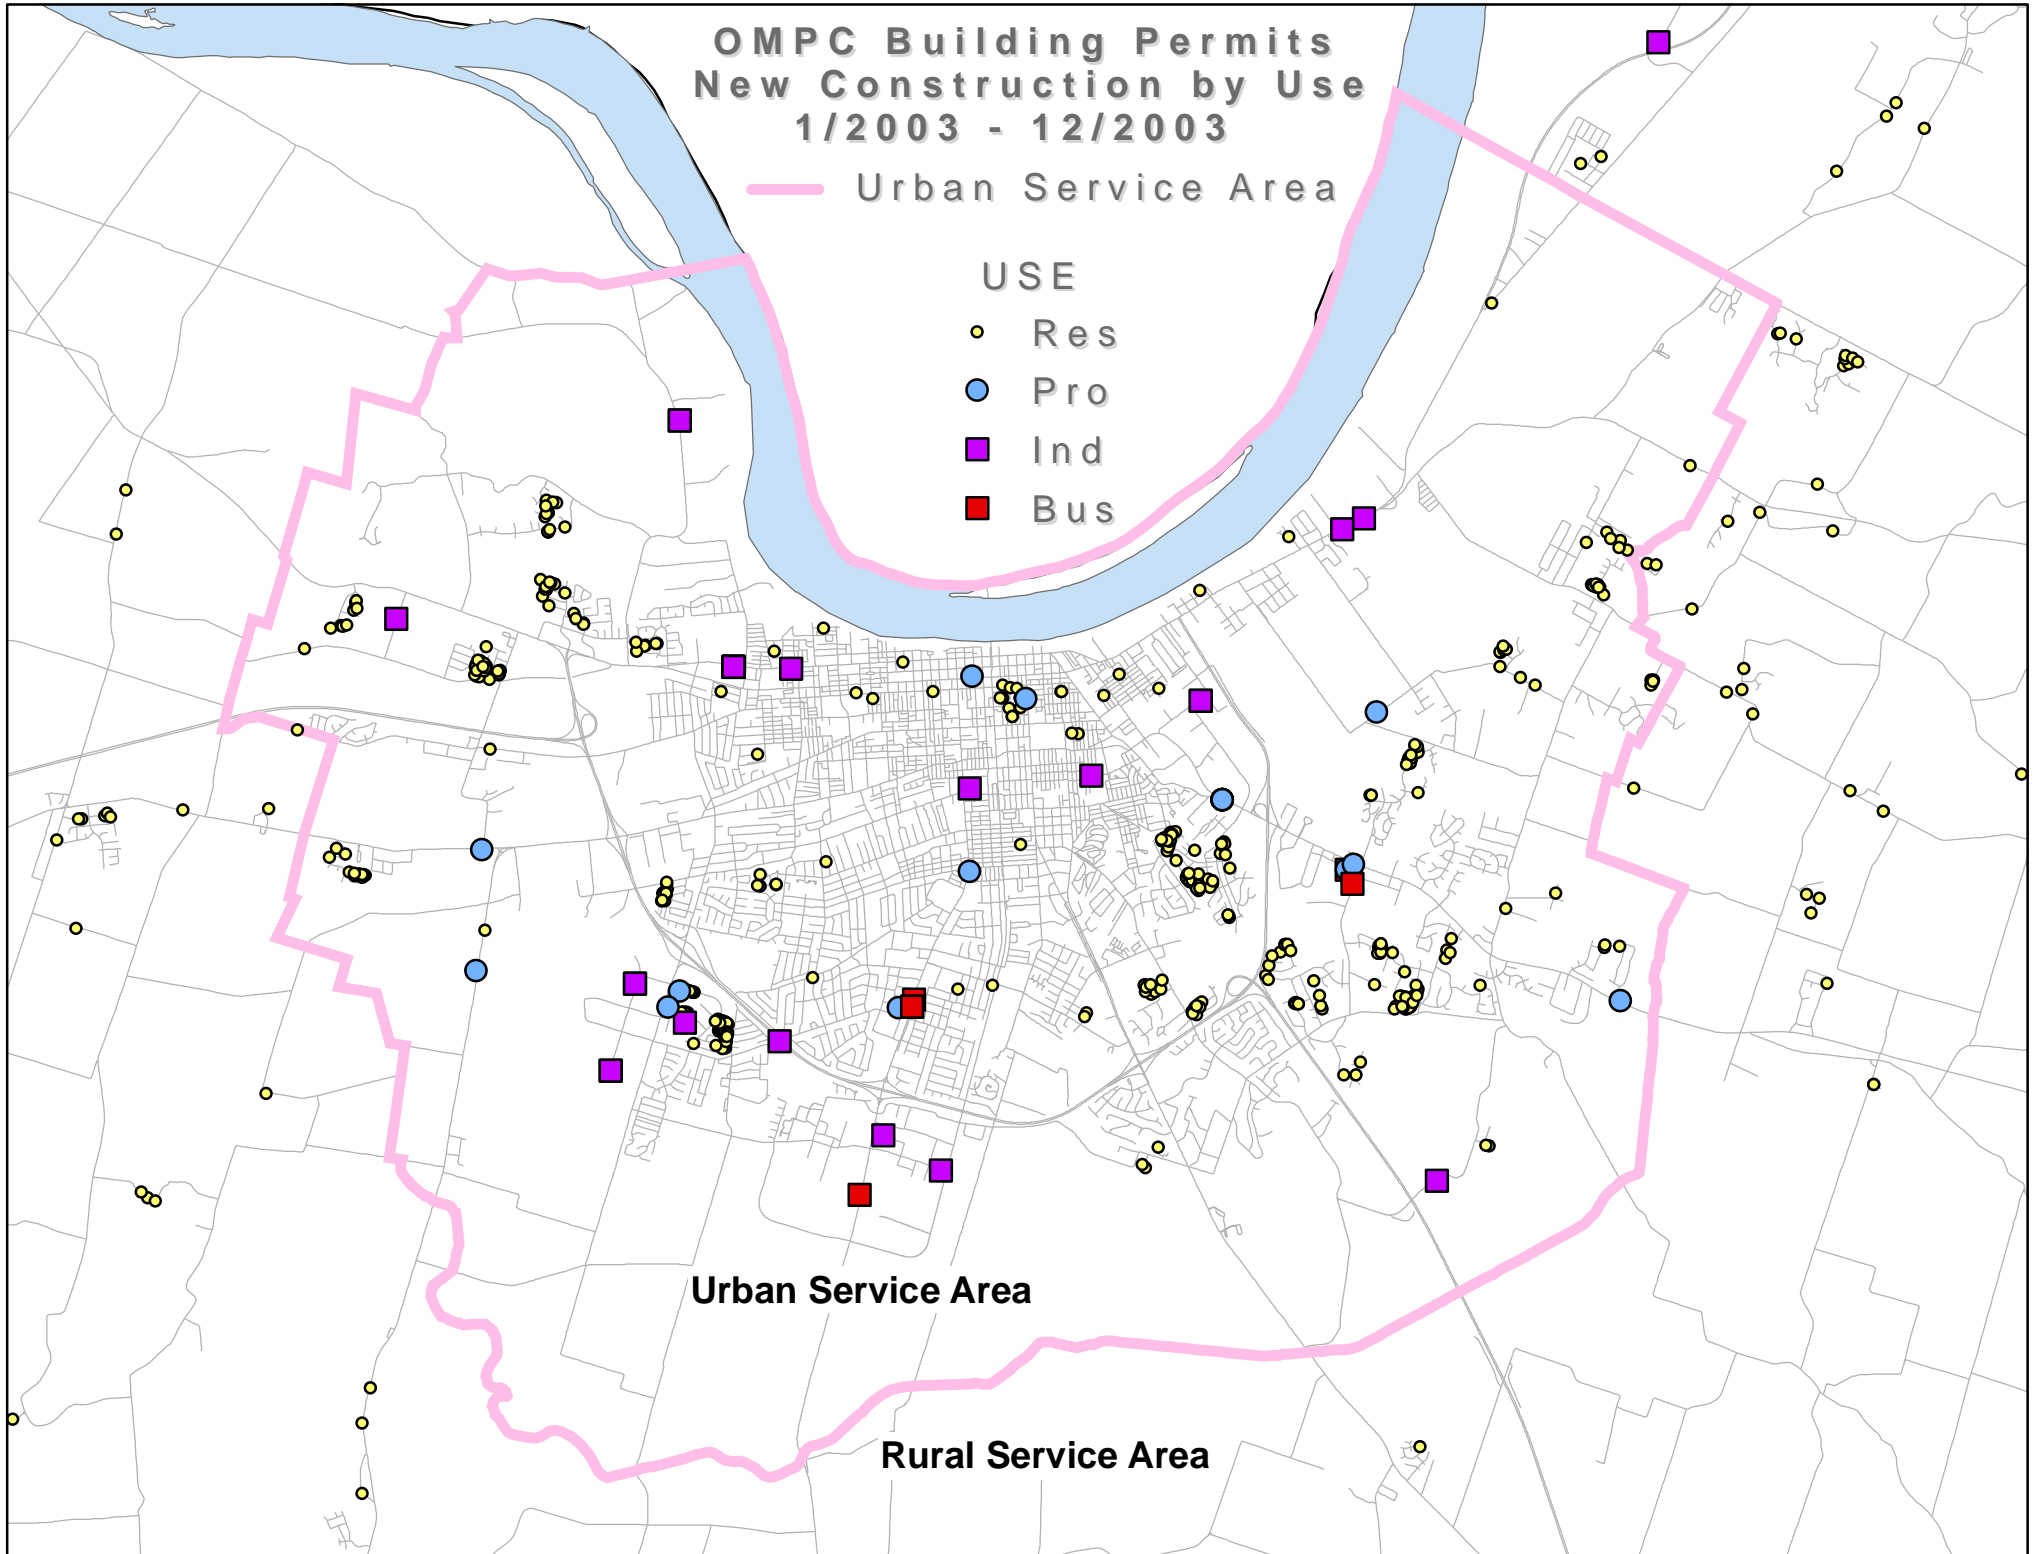 OMPC Building Permits
New Construction by Use
1/2003 - 12/2003
Urban Service Area
USE
Res
Pro
Ind
Bus
Urban Service Area
Rural Service Area